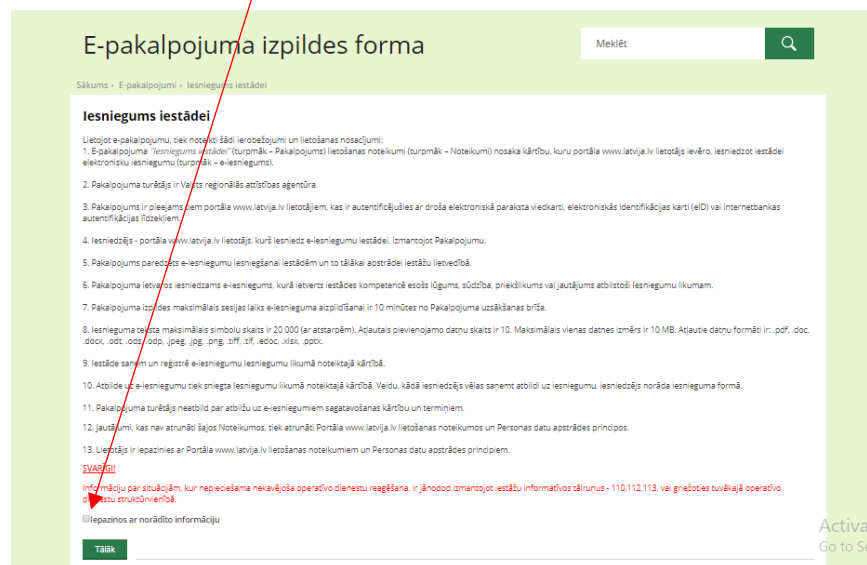 E-pakalpojuma izpildes forma
Meklēt
Sākums › E-pakalpojumi › Iesniegums iestādei
Iesniegums iestādei
Lietojot e-pakalpojumu, tiek noteikti šādi ierobežojumi un lietošanas nosacījumi:
1. E-pakalpojuma "Iesniegums iestādei" (turpmāk – Pakalpojums) lietošanas noteikumi (turpmāk – Noteikumi) nosaka kārtību, kuru portāla www.latvija.lv lietotājs ievēro, iesniedzot iestādei
elektronisku iesniegumu (turpmāk – e-iesniegums).
2. Pakalpojuma turētājs ir Valsts reģionālās attīstības aģentūra.
3. Pakalpojums ir pieejams tiem portāla www.latvija.lv lietotājiem, kas ir autentificējušies ar droša elektroniskā paraksta viedkarti, elektroniskās identifikācijas karti (eID) vai internetbankas
autentifikācijas līdzekļiem.
4. Iesniedzējs - portāla www.latvija.lv lietotājs, kurš iesniedz e-iesniegumu iestādei, izmantojot Pakalpojumu.
5. Pakalpojums paredzēts e-iesniegumu iesniegšanai iestādēm un to tālākai apstrādei iestāžu lietvedībā.
6. Pakalpojuma ietvaros iesniedzams e-iesniegums, kurā ietverts iestādes kompetencē esošs lūgums, sūdzība, priekšlikums vai jautājums atbilstoši Iesniegumu likumam.
7. Pakalpojuma izpildes maksimālais sesijas laiks e-iesnieguma aizpildīšanai ir 10 minūtes no Pakalpojuma uzsākšanas brīža.
8. Iesnieguma teksta maksimālais simbolu skaits ir 20 000 (ar atstarpēm). Atļautais pievienojamo datņu skaits ir 10. Maksimālais vienas datnes izmērs ir 10 MB. Atļautie datņu formāti ir: .pdf, .doc,
.docx, .odt, .ods, .odp, .jpeg, .jpg, .png, .tiff, .tif, .edoc, .xlsx, .pptx.
9. Iestāde saņem un reģistrē e-iesniegumu Iesniegumu likumā noteiktajā kārtībā.
10. Atbilde uz e-iesniegumu tiek sniegta Iesniegumu likumā noteiktajā kārtībā. Veidu, kādā iesniedzējs vēlas saņemt atbildi uz iesniegumu, iesniedzējs norāda iesnieguma formā.
11. Pakalpojuma turētājs neatbild par atbilžu uz e-iesniegumiem sagatavošanas kārtību un termiņiem.
12. Jautājumi, kas nav atrunāti šajos Noteikumos, tiek atrunāti Portāla www.latvija.lv lietošanas noteikumos un Personas datu apstrādes principos.
13. Lietotājs ir iepazinies ar Portāla www.latvija.lv lietošanas noteikumiem un Personas datu apstrādes principiem.
SVARĪGI!
Informāciju par situācijām, kur nepieciešama nekavējoša operatīvo dienestu reaģēšana, ir jānodod izmantojot iestāžu informatīvos tālruņus - 110,112,113, vai griežoties tuvākajā operatīvo
dienestu struktūrvienībā.
Iepazinos ar norādīto informāciju
Tālāk
Activa
Go to Se